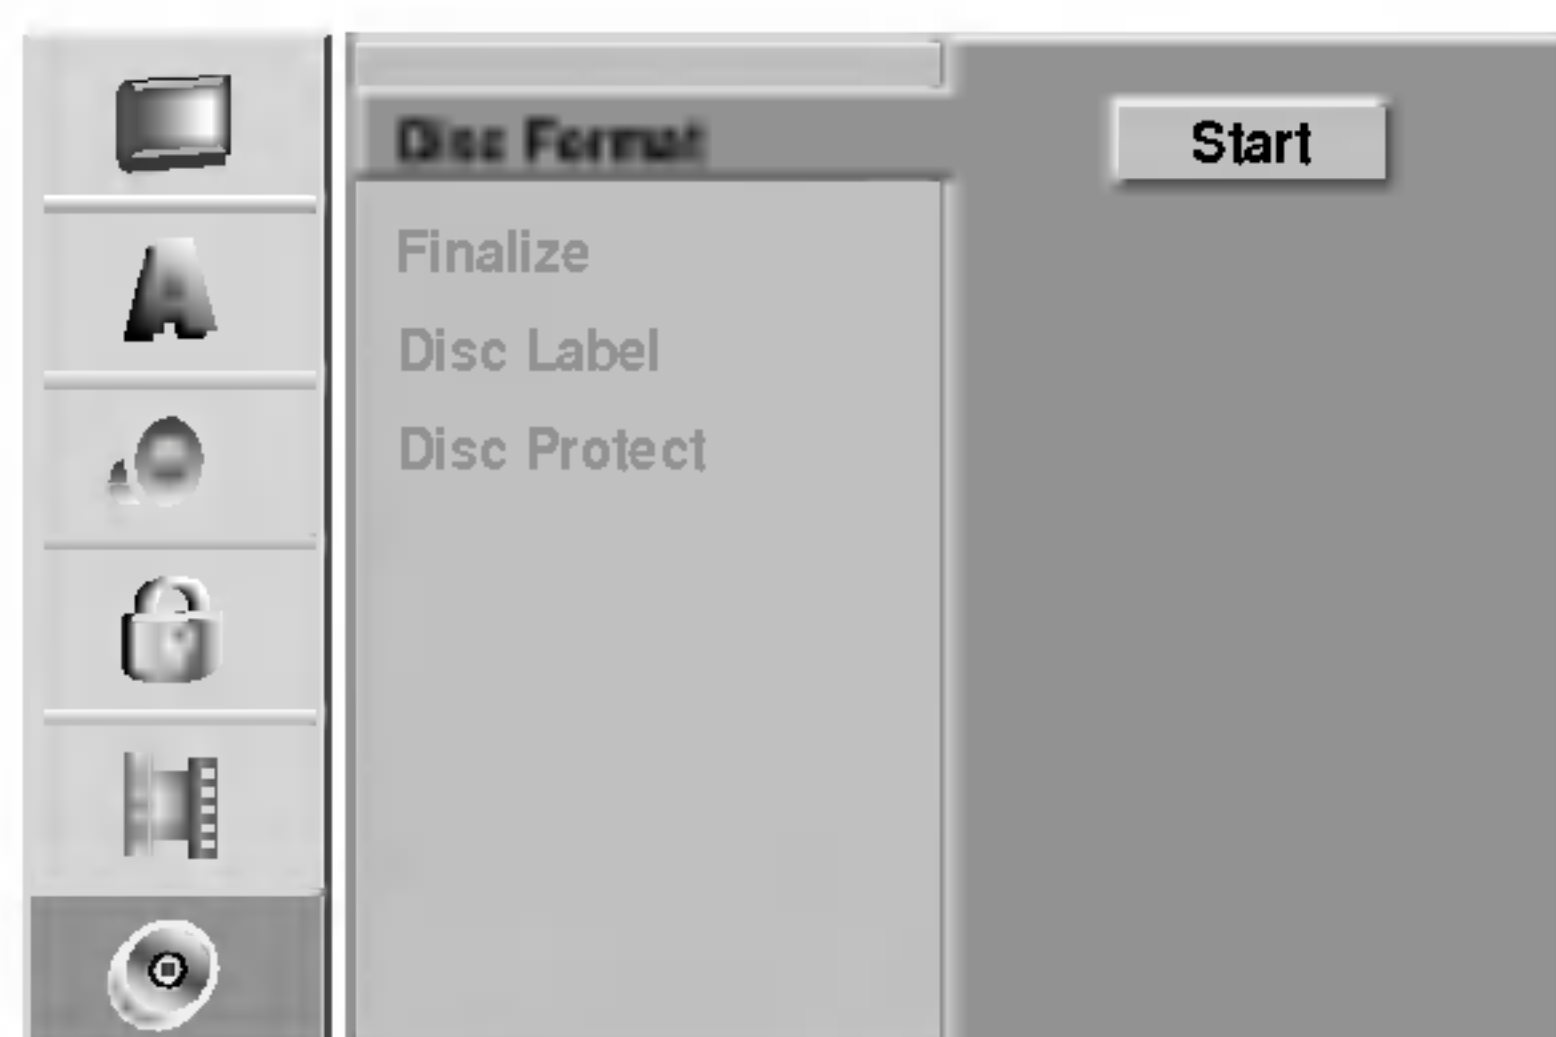 Disc Format
Start
Finalize
Disc Label
Disc Protect